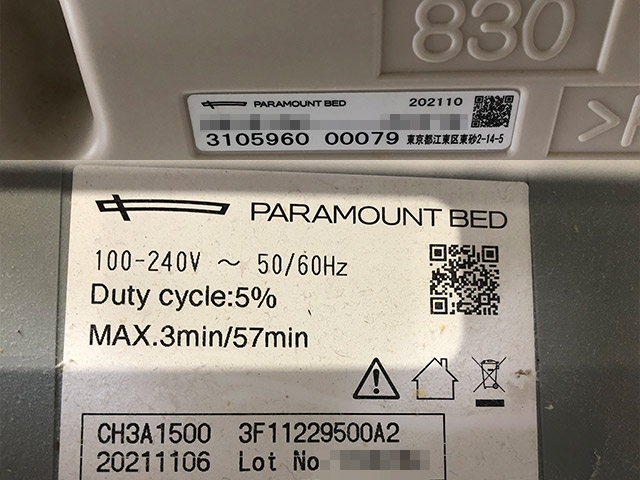 830
PARAMOUNT BED 202110
3105960 00079 東京都江東区東砂2-14-5
PARAMOUNT BED
100-240V ～ 50/60Hz
Duty cycle:5%
MAX.3min/57min
CH3A1500 3F11229500A2
20211106 Lot No